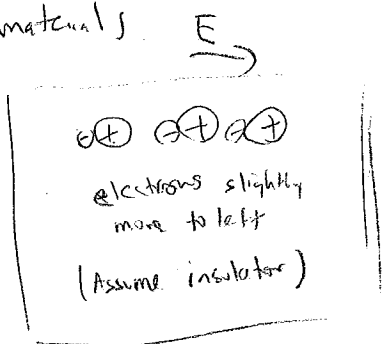 materials E
⊖⊕ ⊖⊕ ⊖⊕
electrons slightly
more to left
(Assume insulator)